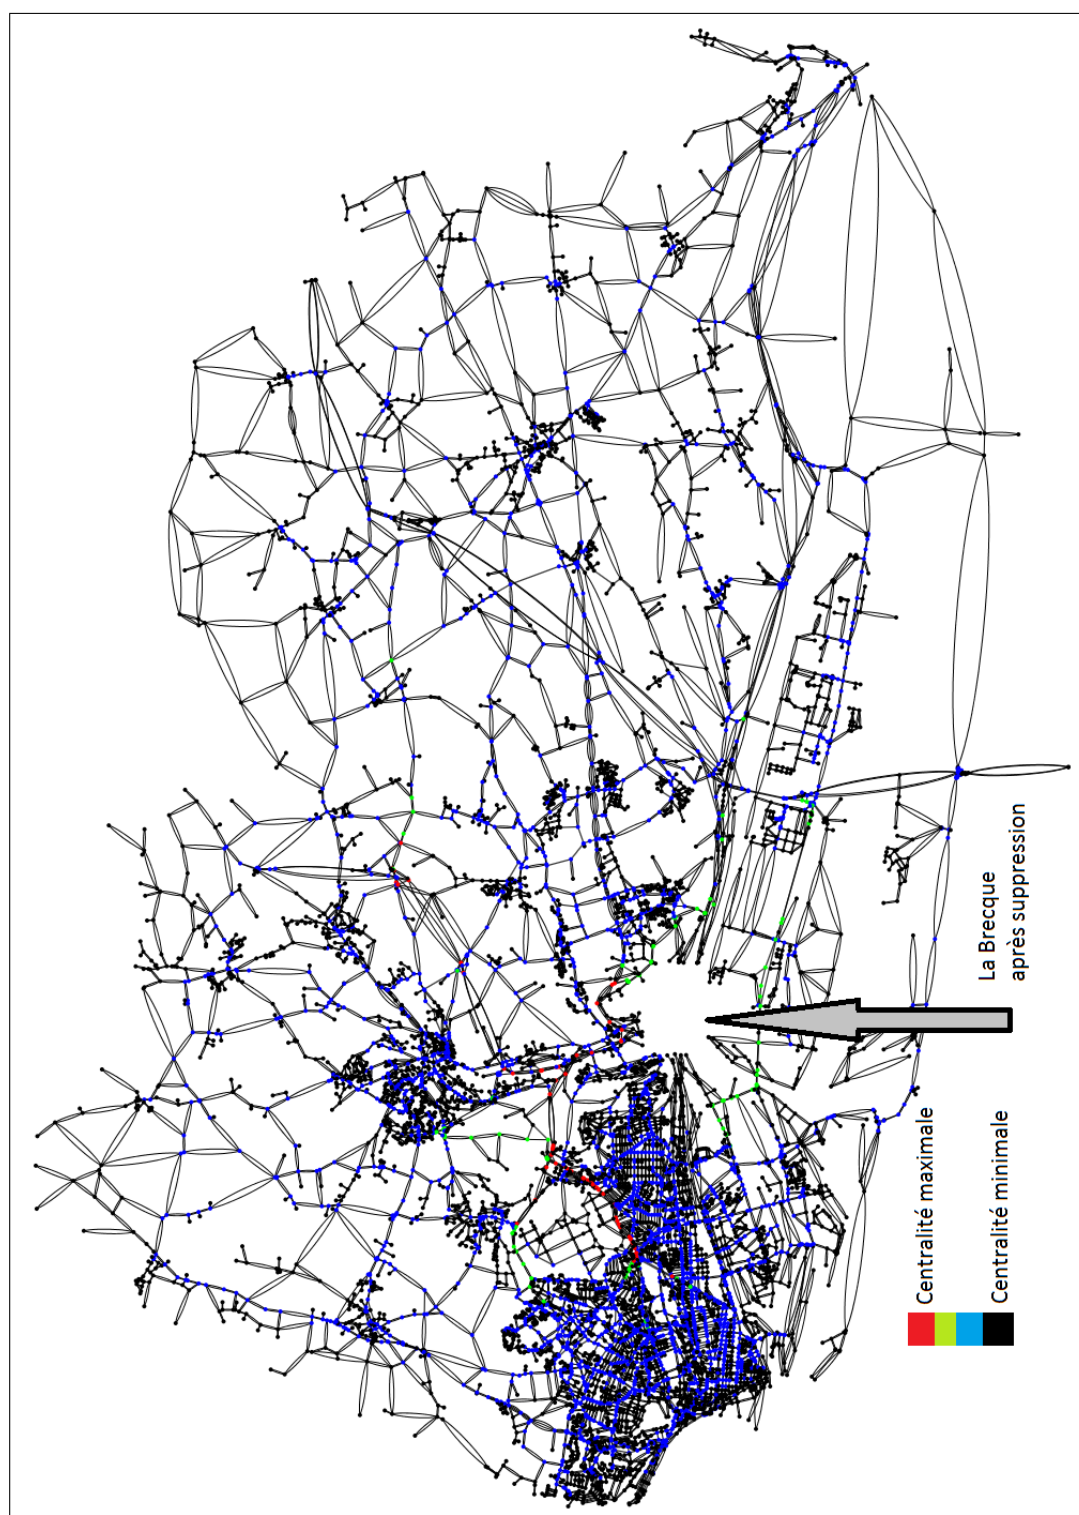 La Brecque
après suppression
Centralité maximale
Centralité minimale